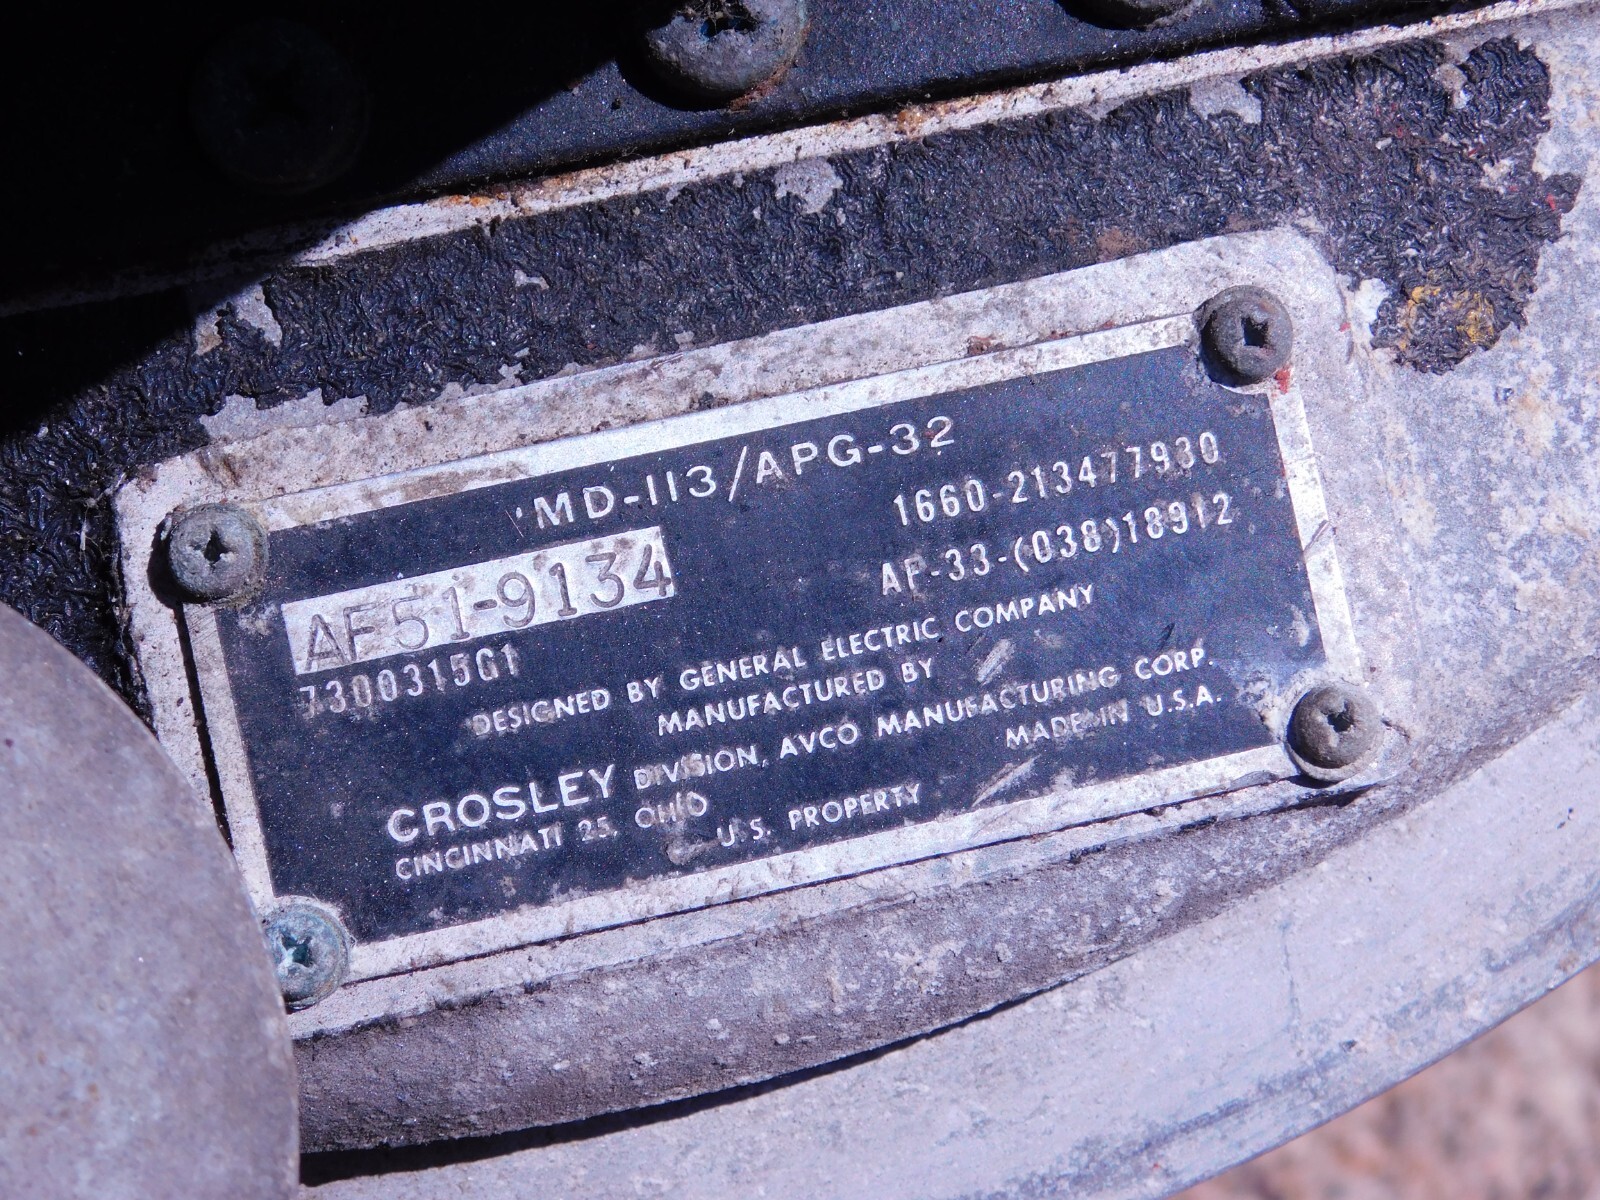 MD-113/APG-32
1660-213477930
AF51-9134
AF-33-(038)18912
7300315G1
DESIGNED BY GENERAL ELECTRIC COMPANY
MANUFACTURED BY
CROSLEY DIVISION, AVCO MANUFACTURING CORP.
CINCINNATI 25, OHIO MADE IN U.S.A.
U.S. PROPERTY